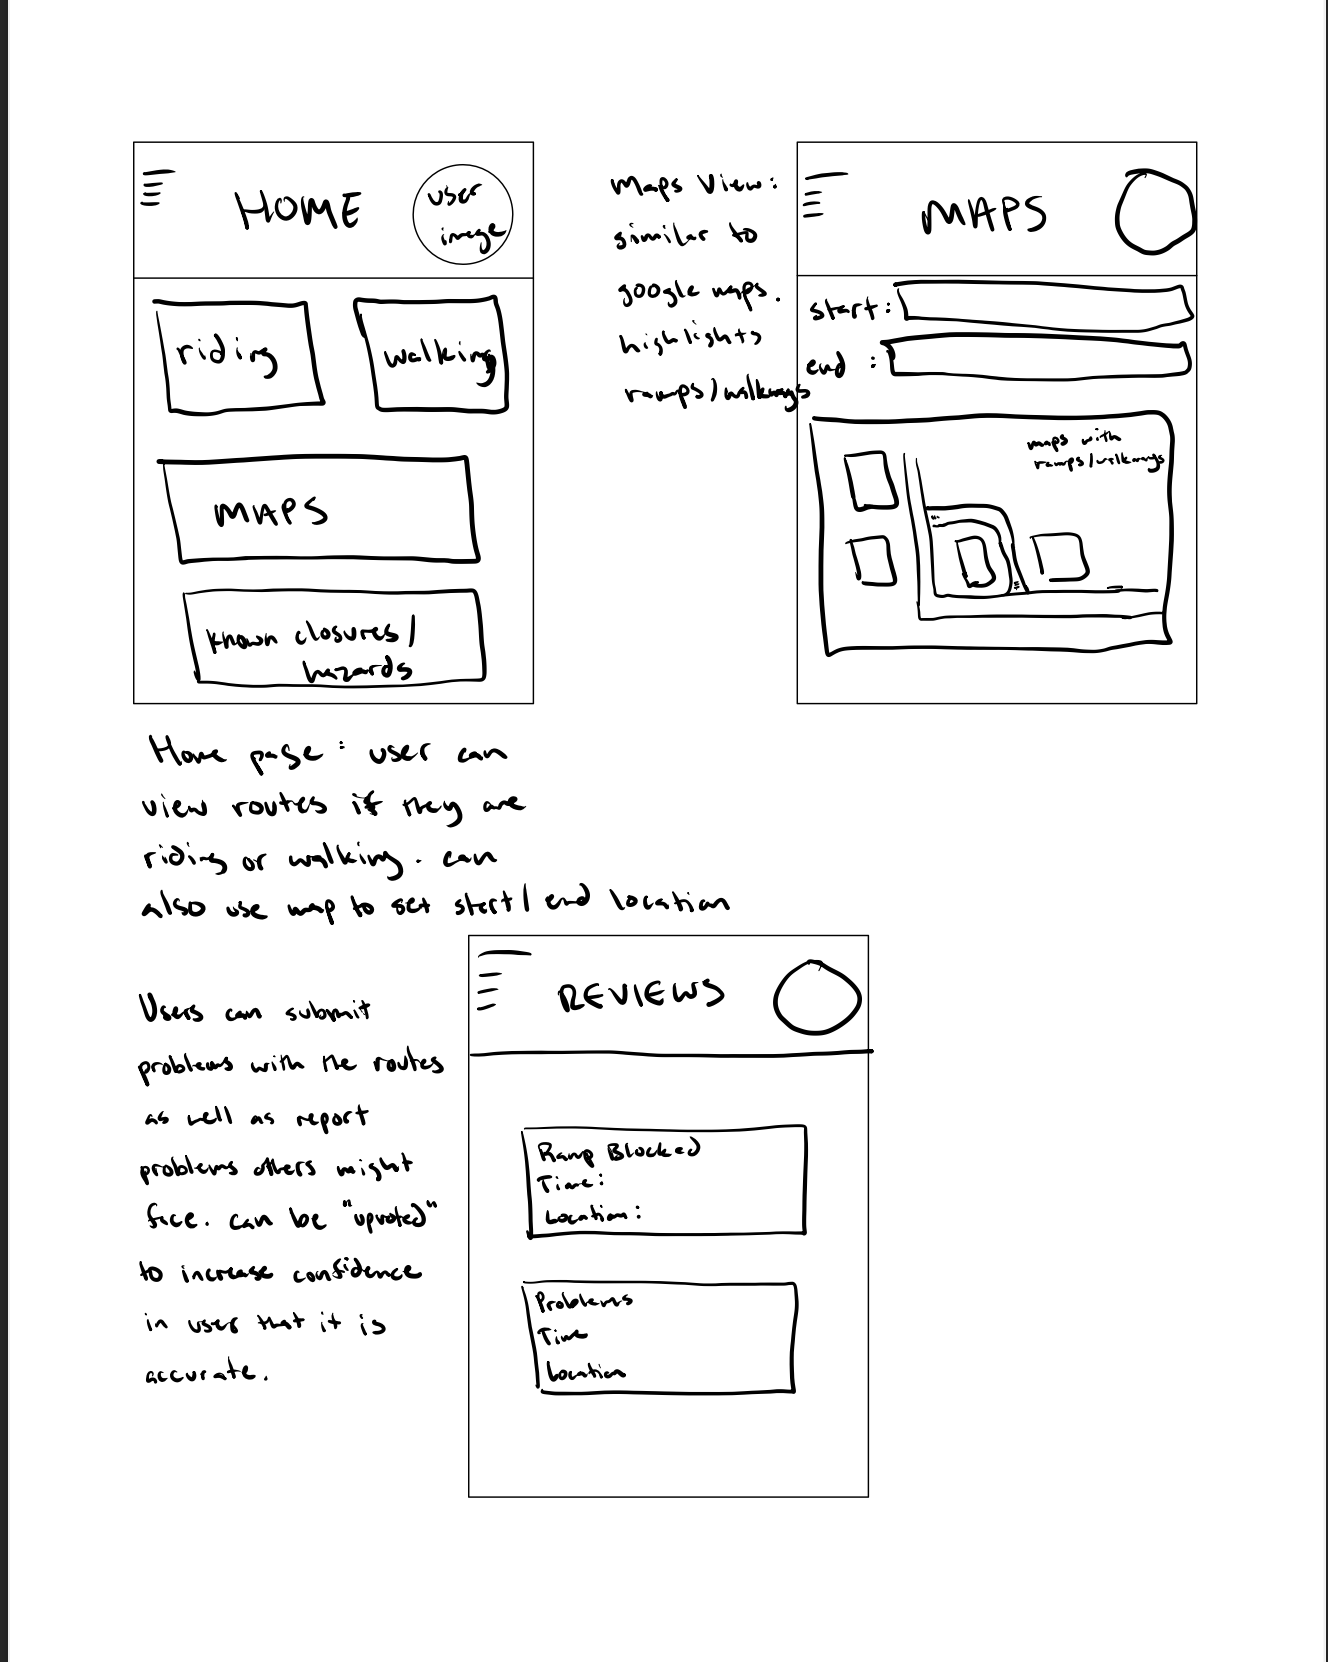 HOME
user
image
riding
walking
MAPS
known closures/
hazards
Maps View:
similar to
google maps.
highlights
ramps/walkways
MAPS
start:
end :
maps with
ramps/walkways
Home page: user can
view routes if they are
riding or walking. can
also use map to set start/end location
Users can submit
problems with the routes
as well as report
problems others might
face. can be "upvoted"
to increase confidence
in user that it is
accurate.
REVIEWS
Ramp Blocked
Time:
Location:
Problems
Time
Location